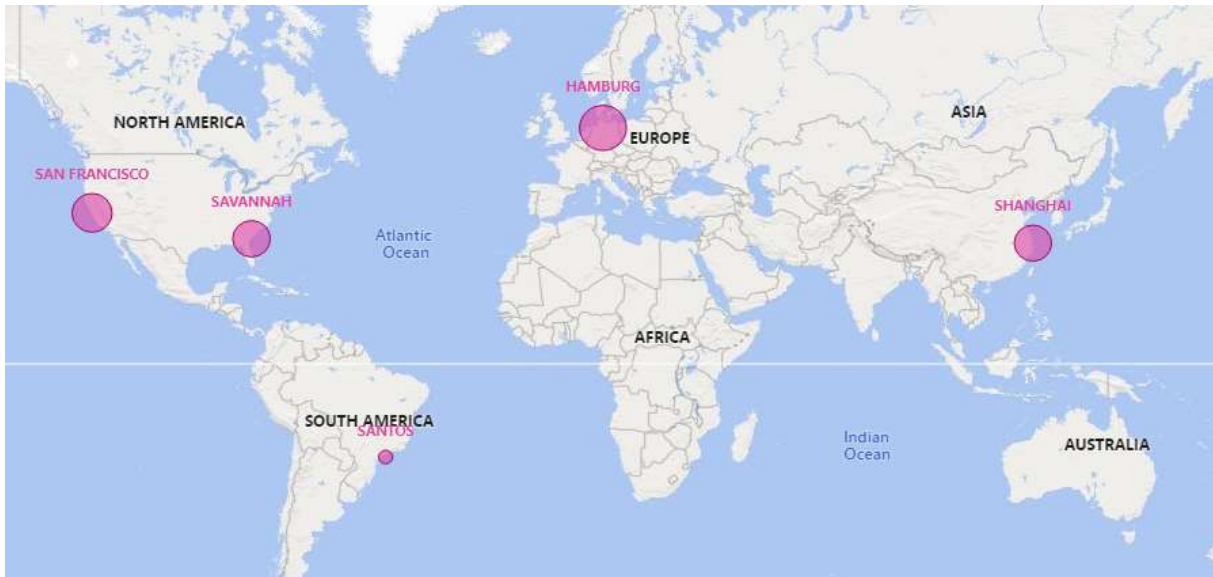 HAMBURG
ASIA
NORTH AMERICA
EUROPE
SAN FRANCISCO
SAVANNAH
SHANGHAI
Atlantic
Ocean
AFRICA
SOUTH AMERICA
SANTOS
Indian
Ocean
AUSTRALIA